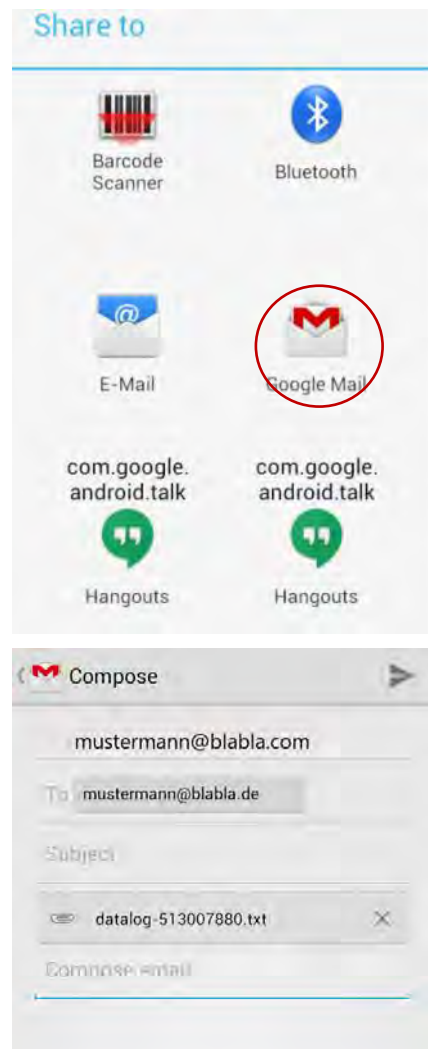 Share to
Barcode
Scanner
Bluetooth
E-Mail
Google Mail
com.google.
android.talk
com.google.
android.talk
Hangouts
Hangouts
Compose
mustermann@blabla.com
To mustermann@blabla.de
Subject
datalog-513007880.txt
Compose email